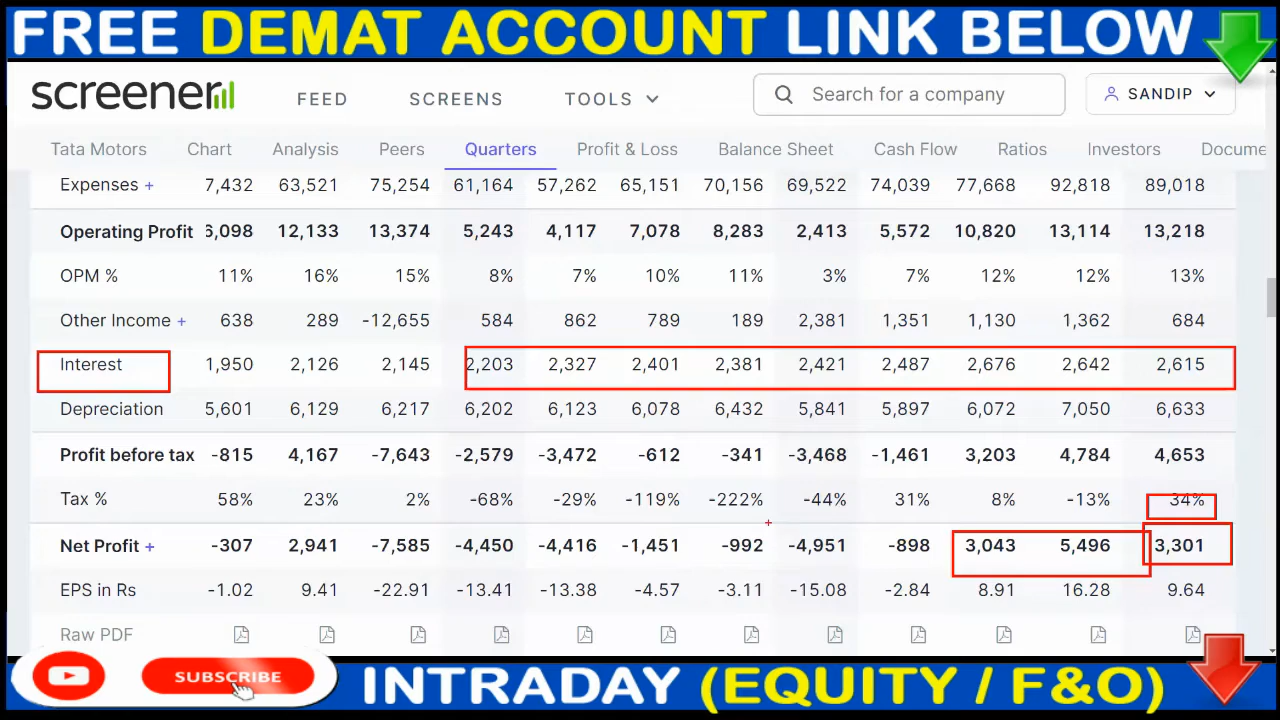 FREE DEMAT ACCOUNT LINK BELOW
screener FEED SCREENS TOOLS Search for a company SANDIP
Tata Motors Chart Analysis Peers Quarters Profit & Loss Balance Sheet Cash Flow Ratios Investors Docume
Expenses + 7,432 63,521 75,254 61,164 57,262 65,151 70,156 69,522 74,039 77,668 92,818 89,018
Operating Profit 6,098 12,133 13,374 5,243 4,117 7,078 8,283 2,413 5,572 10,820 13,114 13,218
OPM % 11% 16% 15% 8% 7% 10% 11% 3% 7% 12% 12% 13%
Other Income + 638 289 -12,655 584 862 789 189 2,381 1,351 1,130 1,362 684
Interest 1,950 2,126 2,145 2,203 2,327 2,401 2,381 2,421 2,487 2,676 2,642 2,615
Depreciation 5,601 6,129 6,217 6,202 6,123 6,078 6,432 5,841 5,897 6,072 7,050 6,633
Profit before tax -815 4,167 -7,643 -2,579 -3,472 -612 -341 -3,468 -1,461 3,203 4,784 4,653
Tax % 58% 23% 2% -68% -29% -119% -222% -44% 31% 8% -13% 34%
Net Profit + -307 2,941 -7,585 -4,450 -4,416 -1,451 -992 -4,951 -898 3,043 5,496 3,301
EPS in Rs -1.02 9.41 -22.91 -13.41 -13.38 -4.57 -3.11 -15.08 -2.84 8.91 16.28 9.64
Raw PDF
SUBSCRIBE INTRADAY (EQUITY / F&O)